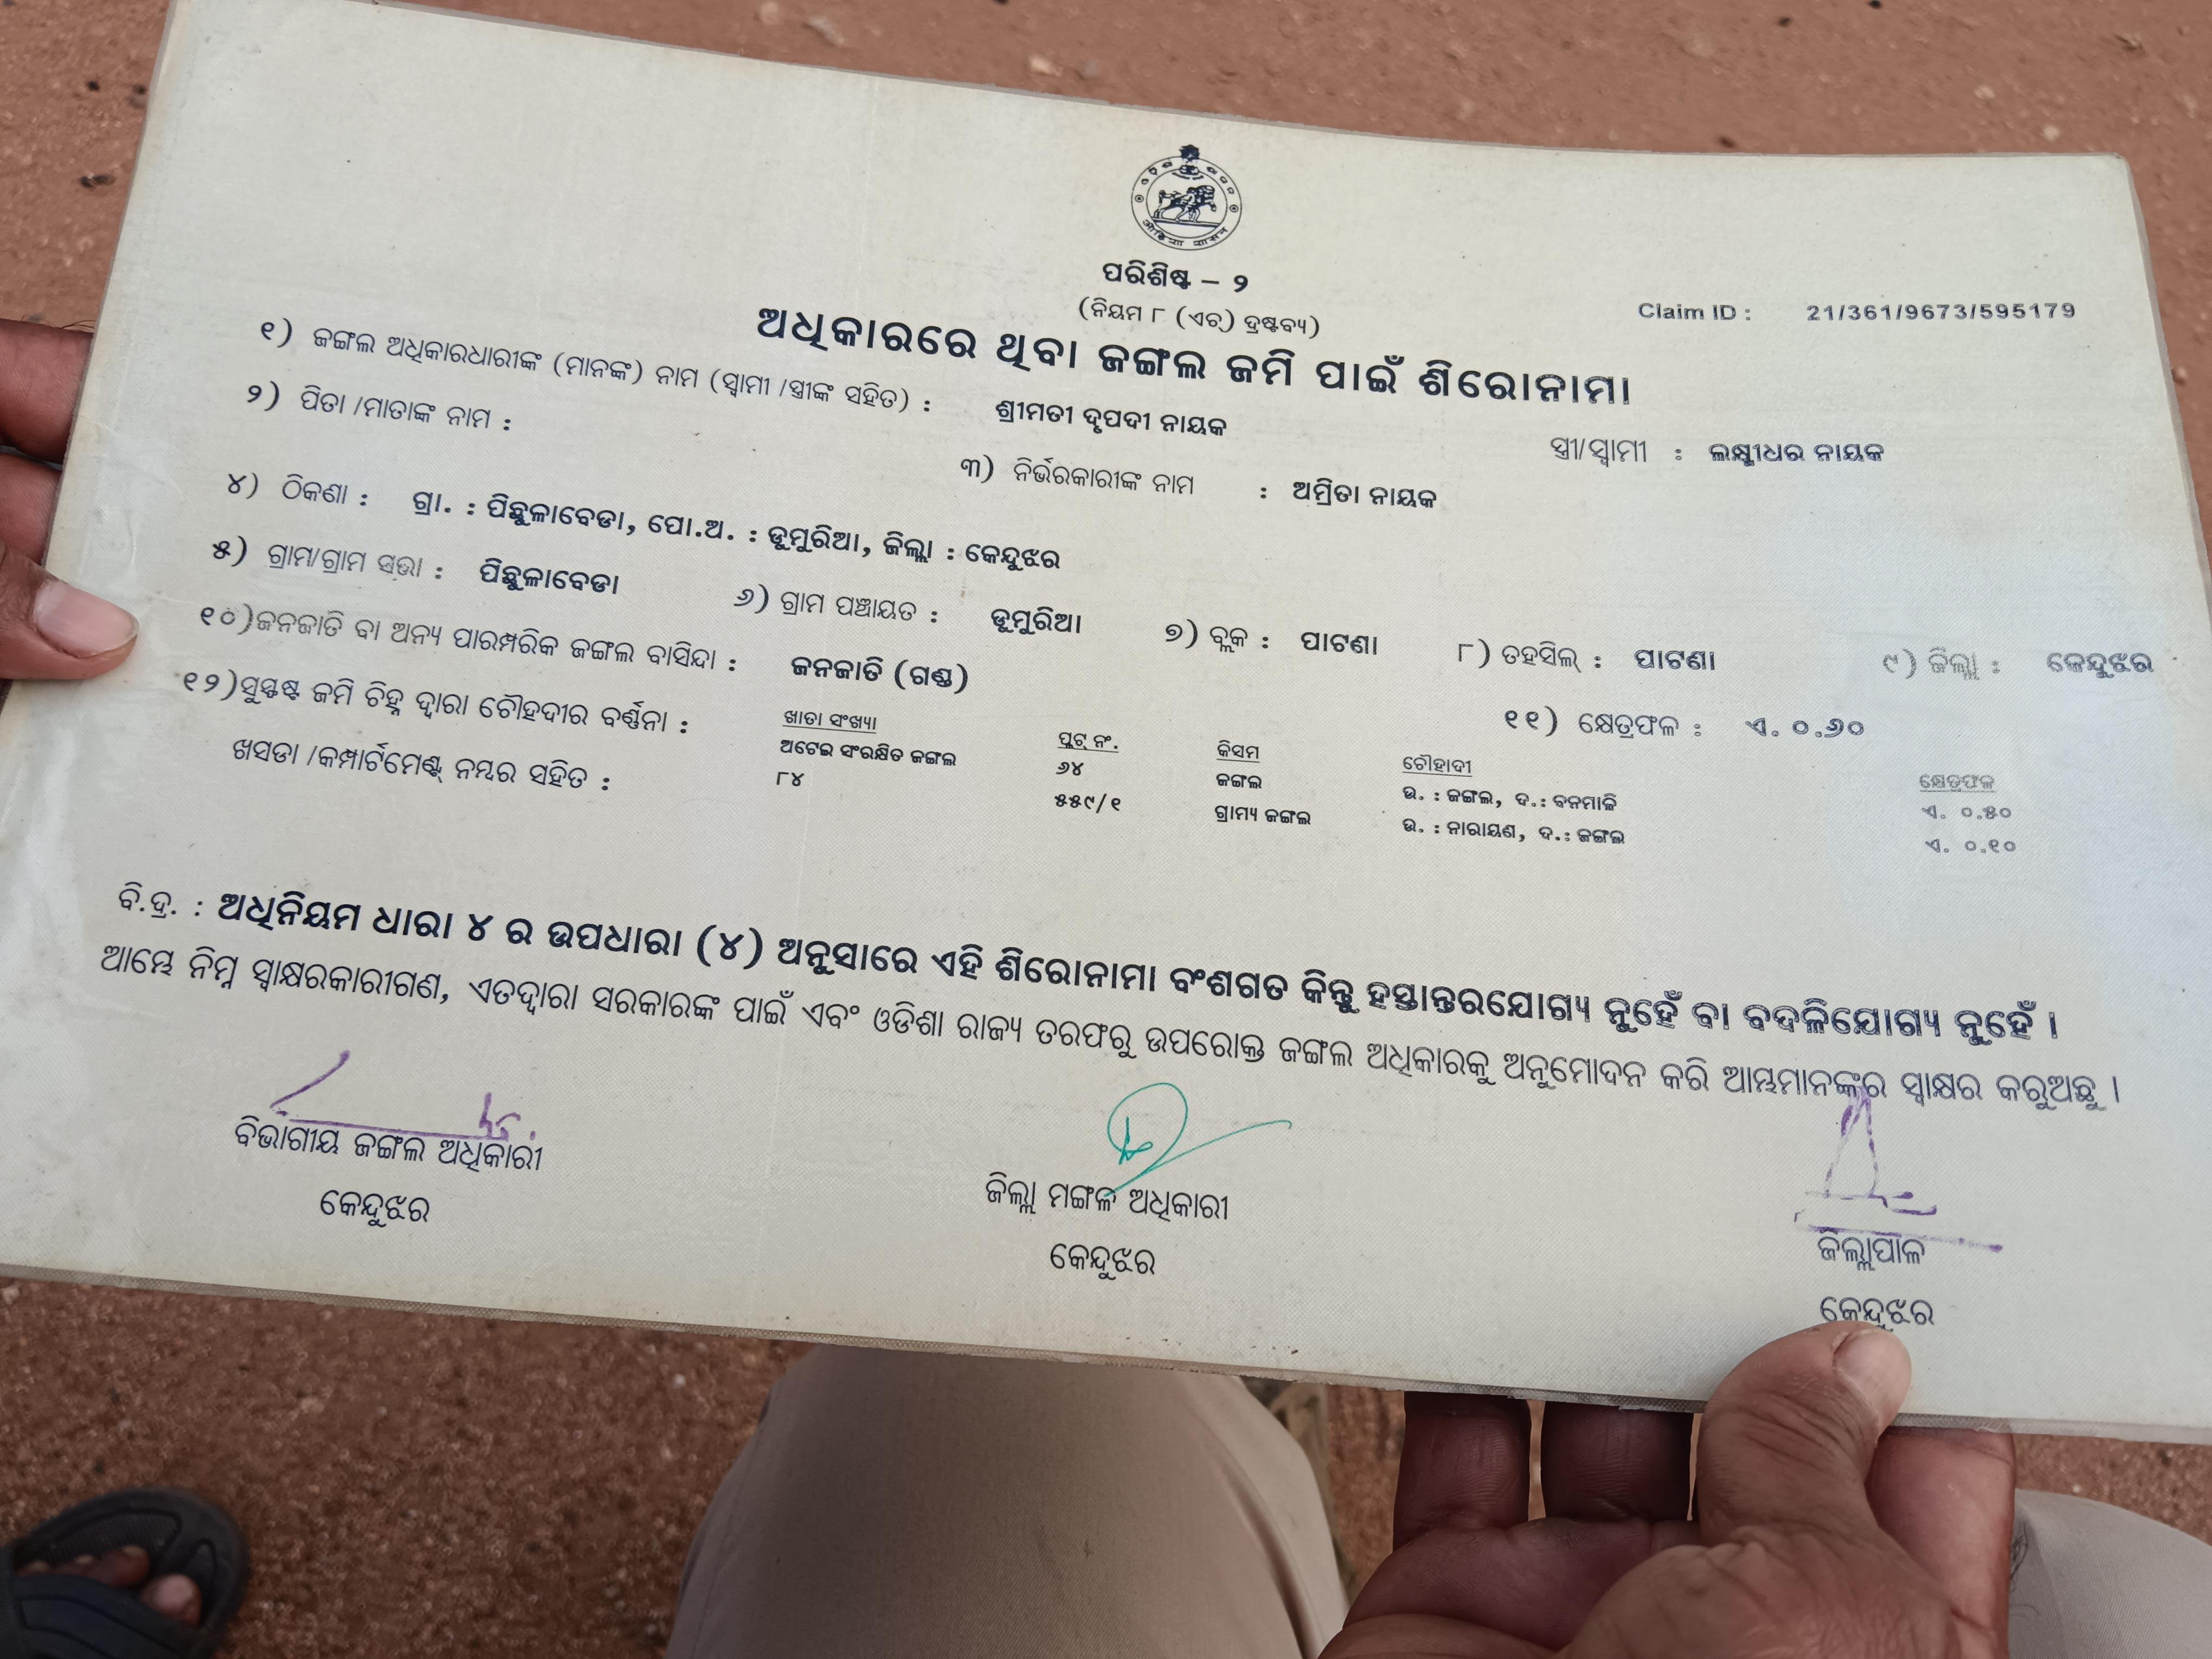 ଓଡ଼ିଶା ଶାସନ
ओड़िशा शासन
ପରିଶିଷ୍ଟ – ୨
(ନିୟମ ୮ (ଏଚ୍) ଦ୍ରଷ୍ଟବ୍ୟ)
Claim ID : 21/361/9673/595179
ଅଧିକାରରେ ଥିବା ଜଙ୍ଗଲ ଜମି ପାଇଁ ଶିରୋନାମା
୧) ଜଙ୍ଗଲ ଅଧିକାରଧାରୀଙ୍କ (ମାନଙ୍କ) ନାମ (ସ୍ୱାମୀ /ସ୍ତ୍ରୀଙ୍କ ସହିତ) : ଶ୍ରୀମତୀ ଦୃପଦୀ ନାୟକ ସ୍ତ୍ରୀ/ସ୍ୱାମୀ : ଲକ୍ଷ୍ମୀଧର ନାୟକ
୨) ପିତା /ମାତାଙ୍କ ନାମ : ୩) ନିର୍ଭରକାରୀଙ୍କ ନାମ : ଅମ୍ରିତା ନାୟକ
୪) ଠିକଣା : ଗ୍ରା. : ପିଛୁଳାବେଡା, ପୋ.ଅ. : ଡୁମୁରିଆ, ଜିଲ୍ଲା : କେନ୍ଦୁଝର
୫) ଗ୍ରାମ/ଗ୍ରାମ ସଭା : ପିଛୁଳାବେଡା ୬) ଗ୍ରାମ ପଞ୍ଚାୟତ : ଡୁମୁରିଆ ୭) ବ୍ଲକ : ପାଟଣା ୮) ତହସିଲ୍ : ପାଟଣା ୯) ଜିଲ୍ଲା : କେନ୍ଦୁଝର
୧୦)ଜନଜାତି ବା ଅନ୍ୟ ପାରମ୍ପରିକ ଜଙ୍ଗଲ ବାସିନ୍ଦା : ଜନଜାତି (ଗଣ୍ଡ) ୧୧) କ୍ଷେତ୍ରଫଳ : ଏ. ୦.୬୦
୧୨)ସୁସ୍ପଷ୍ଟ ଜମି ଚିହ୍ନ ଦ୍ୱାରା ଚୌହଦୀର ବର୍ଣ୍ଣନା :
ଖସଡା /କମ୍ପାର୍ଟମେଣ୍ଟ୍ ନମ୍ବର ସହିତ :
ଖାତା ସଂଖ୍ୟା ପ୍ଲଟ୍ ନଂ. କିସମ ଚୌହାଦୀ କ୍ଷେତ୍ରଫଳ
ଅଟେଇ ସଂରକ୍ଷିତ ଜଙ୍ଗଲ ୬୪ ଜଙ୍ଗଲ ଉ. : ଜଙ୍ଗଲ, ଦ.: ବନମାଳି ଏ. ୦.୫୦
୮୪ ୫୫୯/୧ ଗ୍ରାମ୍ୟ ଜଙ୍ଗଲ ଉ. : ନାରାୟଣ, ଦ.: ଜଙ୍ଗଲ ଏ. ୦.୧୦
ବି.ଦ୍ର. : ଅଧିନିୟମ ଧାରା ୪ ର ଉପଧାରା (୪) ଅନୁସାରେ ଏହି ଶିରୋନାମା ବଂଶଗତ କିନ୍ତୁ ହସ୍ତାନ୍ତରଯୋଗ୍ୟ ନୁହେଁ ବା ବଦଳିଯୋଗ୍ୟ ନୁହେଁ ।
ଆମ୍ଭେ ନିମ୍ନ ସ୍ୱାକ୍ଷରକାରୀଗଣ, ଏତଦ୍ଦ୍ୱାରା ସରକାରଙ୍କ ପାଇଁ ଏବଂ ଓଡିଶା ରାଜ୍ୟ ତରଫରୁ ଉପରୋକ୍ତ ଜଙ୍ଗଲ ଅଧିକାରକୁ ଅନୁମୋଦନ କରି ଆମ୍ଭମାନଙ୍କର ସ୍ୱାକ୍ଷର କରୁଅଛୁ ।
ବିଭାଗୀୟ ଜଙ୍ଗଲ ଅଧିକାରୀ
କେନ୍ଦୁଝର
ଜିଲ୍ଲା ମଙ୍ଗଳ ଅଧିକାରୀ
କେନ୍ଦୁଝର
ଜିଲ୍ଲାପାଳ
କେନ୍ଦୁଝର